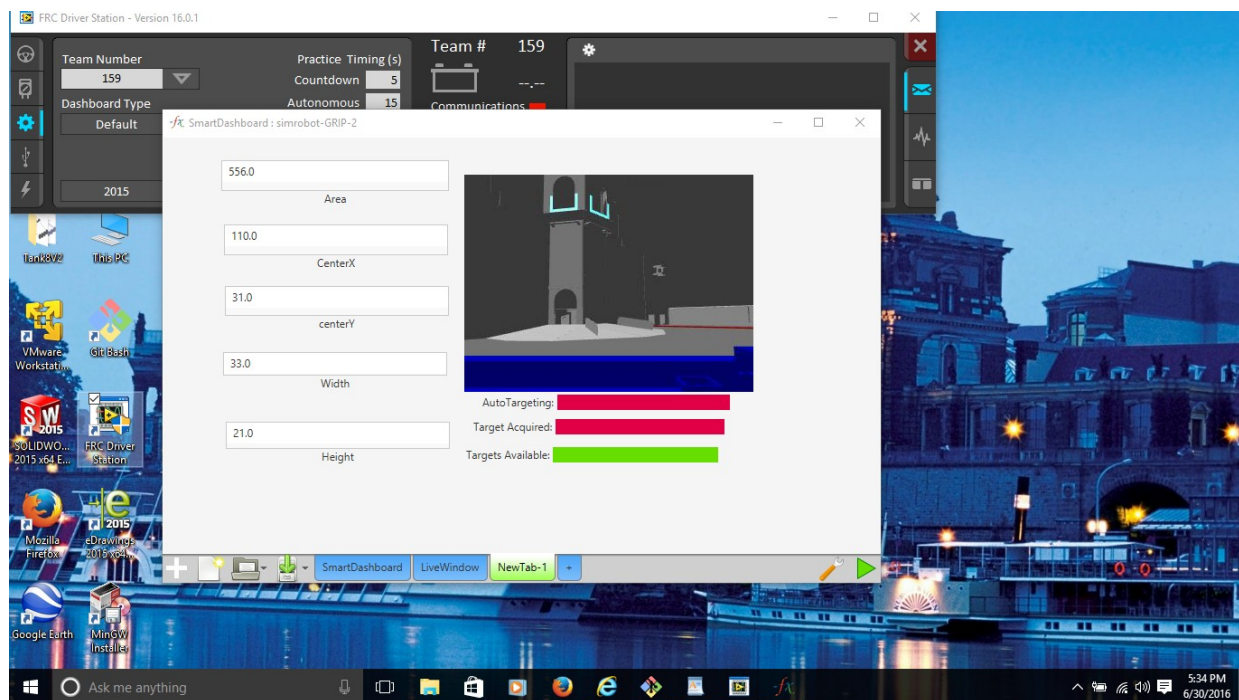 FRC Driver Station - Version 16.0.1
Team Number
159
Dashboard Type
Default
2015
Practice Timing (s)
Countdown 5
Autonomous 15
Team # 159
--.--
Communications
SmartDashboard : simrobot-GRIP-2
556.0
Area
110.0
CenterX
31.0
centerY
33.0
Width
21.0
Height
AutoTargeting:
Target Acquired:
Targets Available:
SmartDashboard
LiveWindow
NewTab-1
+
Tank8V2
This PC
VMware
Workstati...
Git Bash
SOLIDWO...
2015 x64 E...
FRC Driver
Station
Mozilla
Firefox
eDrawings
2015 x64...
Google Earth
MinGW
Installer
Ask me anything
5:34 PM
6/30/2016